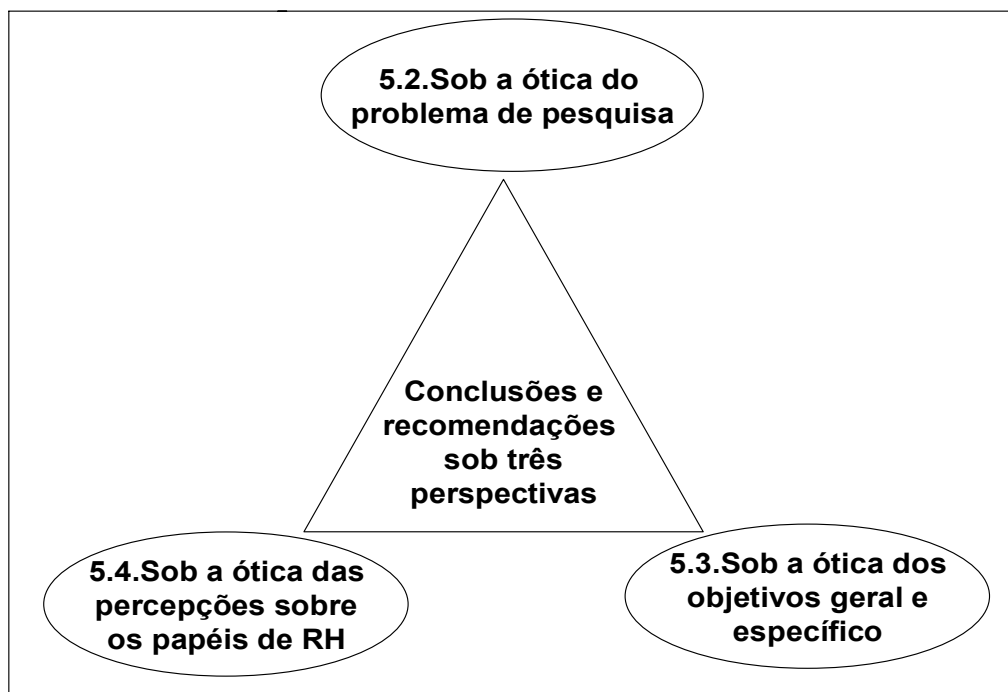 5.2.Sob a ótica do
problema de pesquisa
Conclusões e
recomendações
sob três
perspectivas
5.4.Sob a ótica das
percepções sobre
os papéis de RH
5.3.Sob a ótica dos
objetivos geral e
específico